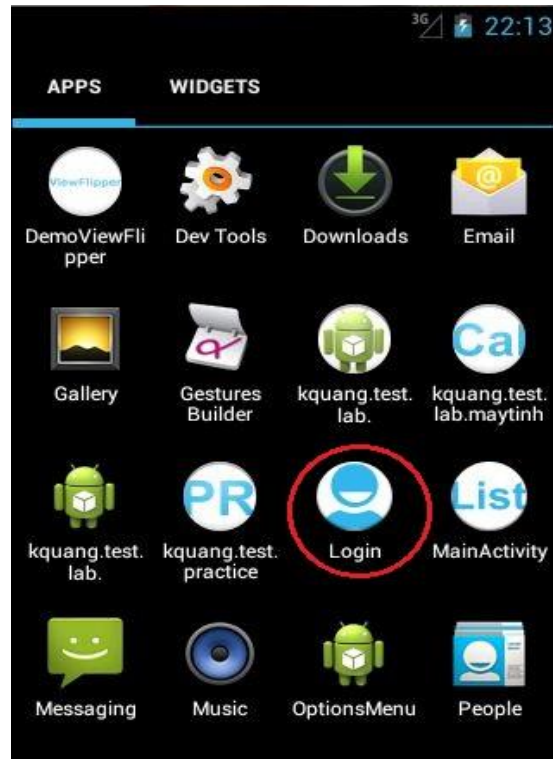 3G 22:13
APPS WIDGETS
ViewFlipper
DemoViewFli
pper
Dev Tools
Downloads
Email
Gallery
Gestures
Builder
kquang.test.
lab.
Cal
kquang.test.
lab.maytinh
kquang.test.
lab.
PR
kquang.test.
practice
Login
List
MainActivity
Messaging
Music
OptionsMenu
People